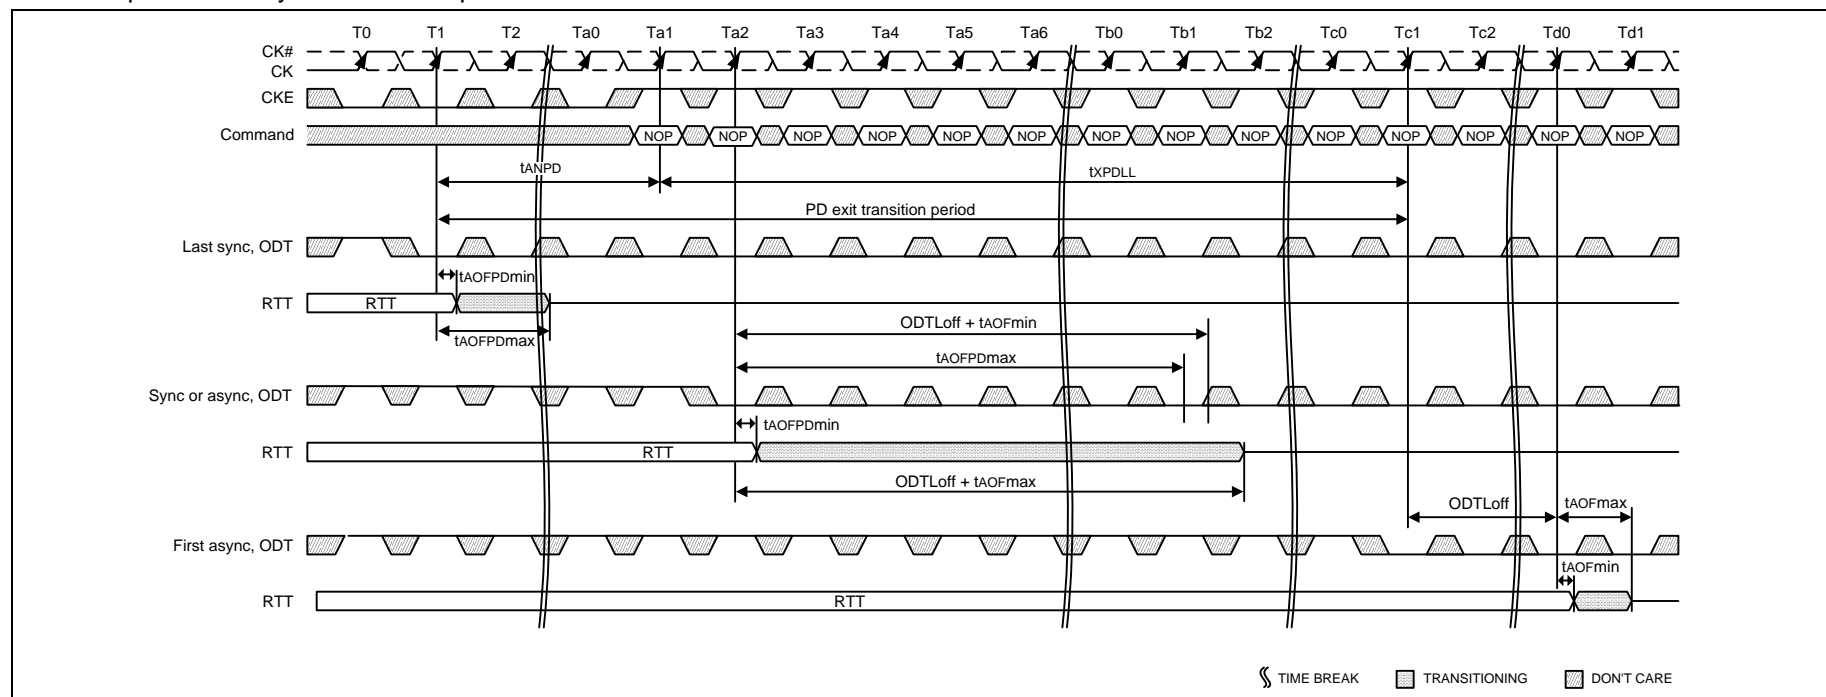 T0 T1 T2 Ta0 Ta1 Ta2 Ta3 Ta4 Ta5 Ta6 Tb0 Tb1 Tb2 Tc0 Tc1 Tc2 Td0 Td1
CK#
CK
CKE
Command NOP NOP NOP NOP NOP NOP NOP NOP NOP NOP NOP NOP NOP NOP
tANPD tXPDLL
PD exit transition period
Last sync, ODT
tAOFPDmin
RTT RTT
tAOFPDmax
ODTLoff + tAOFmin
tAOFPDmax
Sync or async, ODT
tAOFPDmin
RTT RTT
ODTLoff + tAOFmax
ODTLoff tAOFmax
First async, ODT
tAOFmin
RTT RTT
TIME BREAK TRANSITIONING DON'T CARE